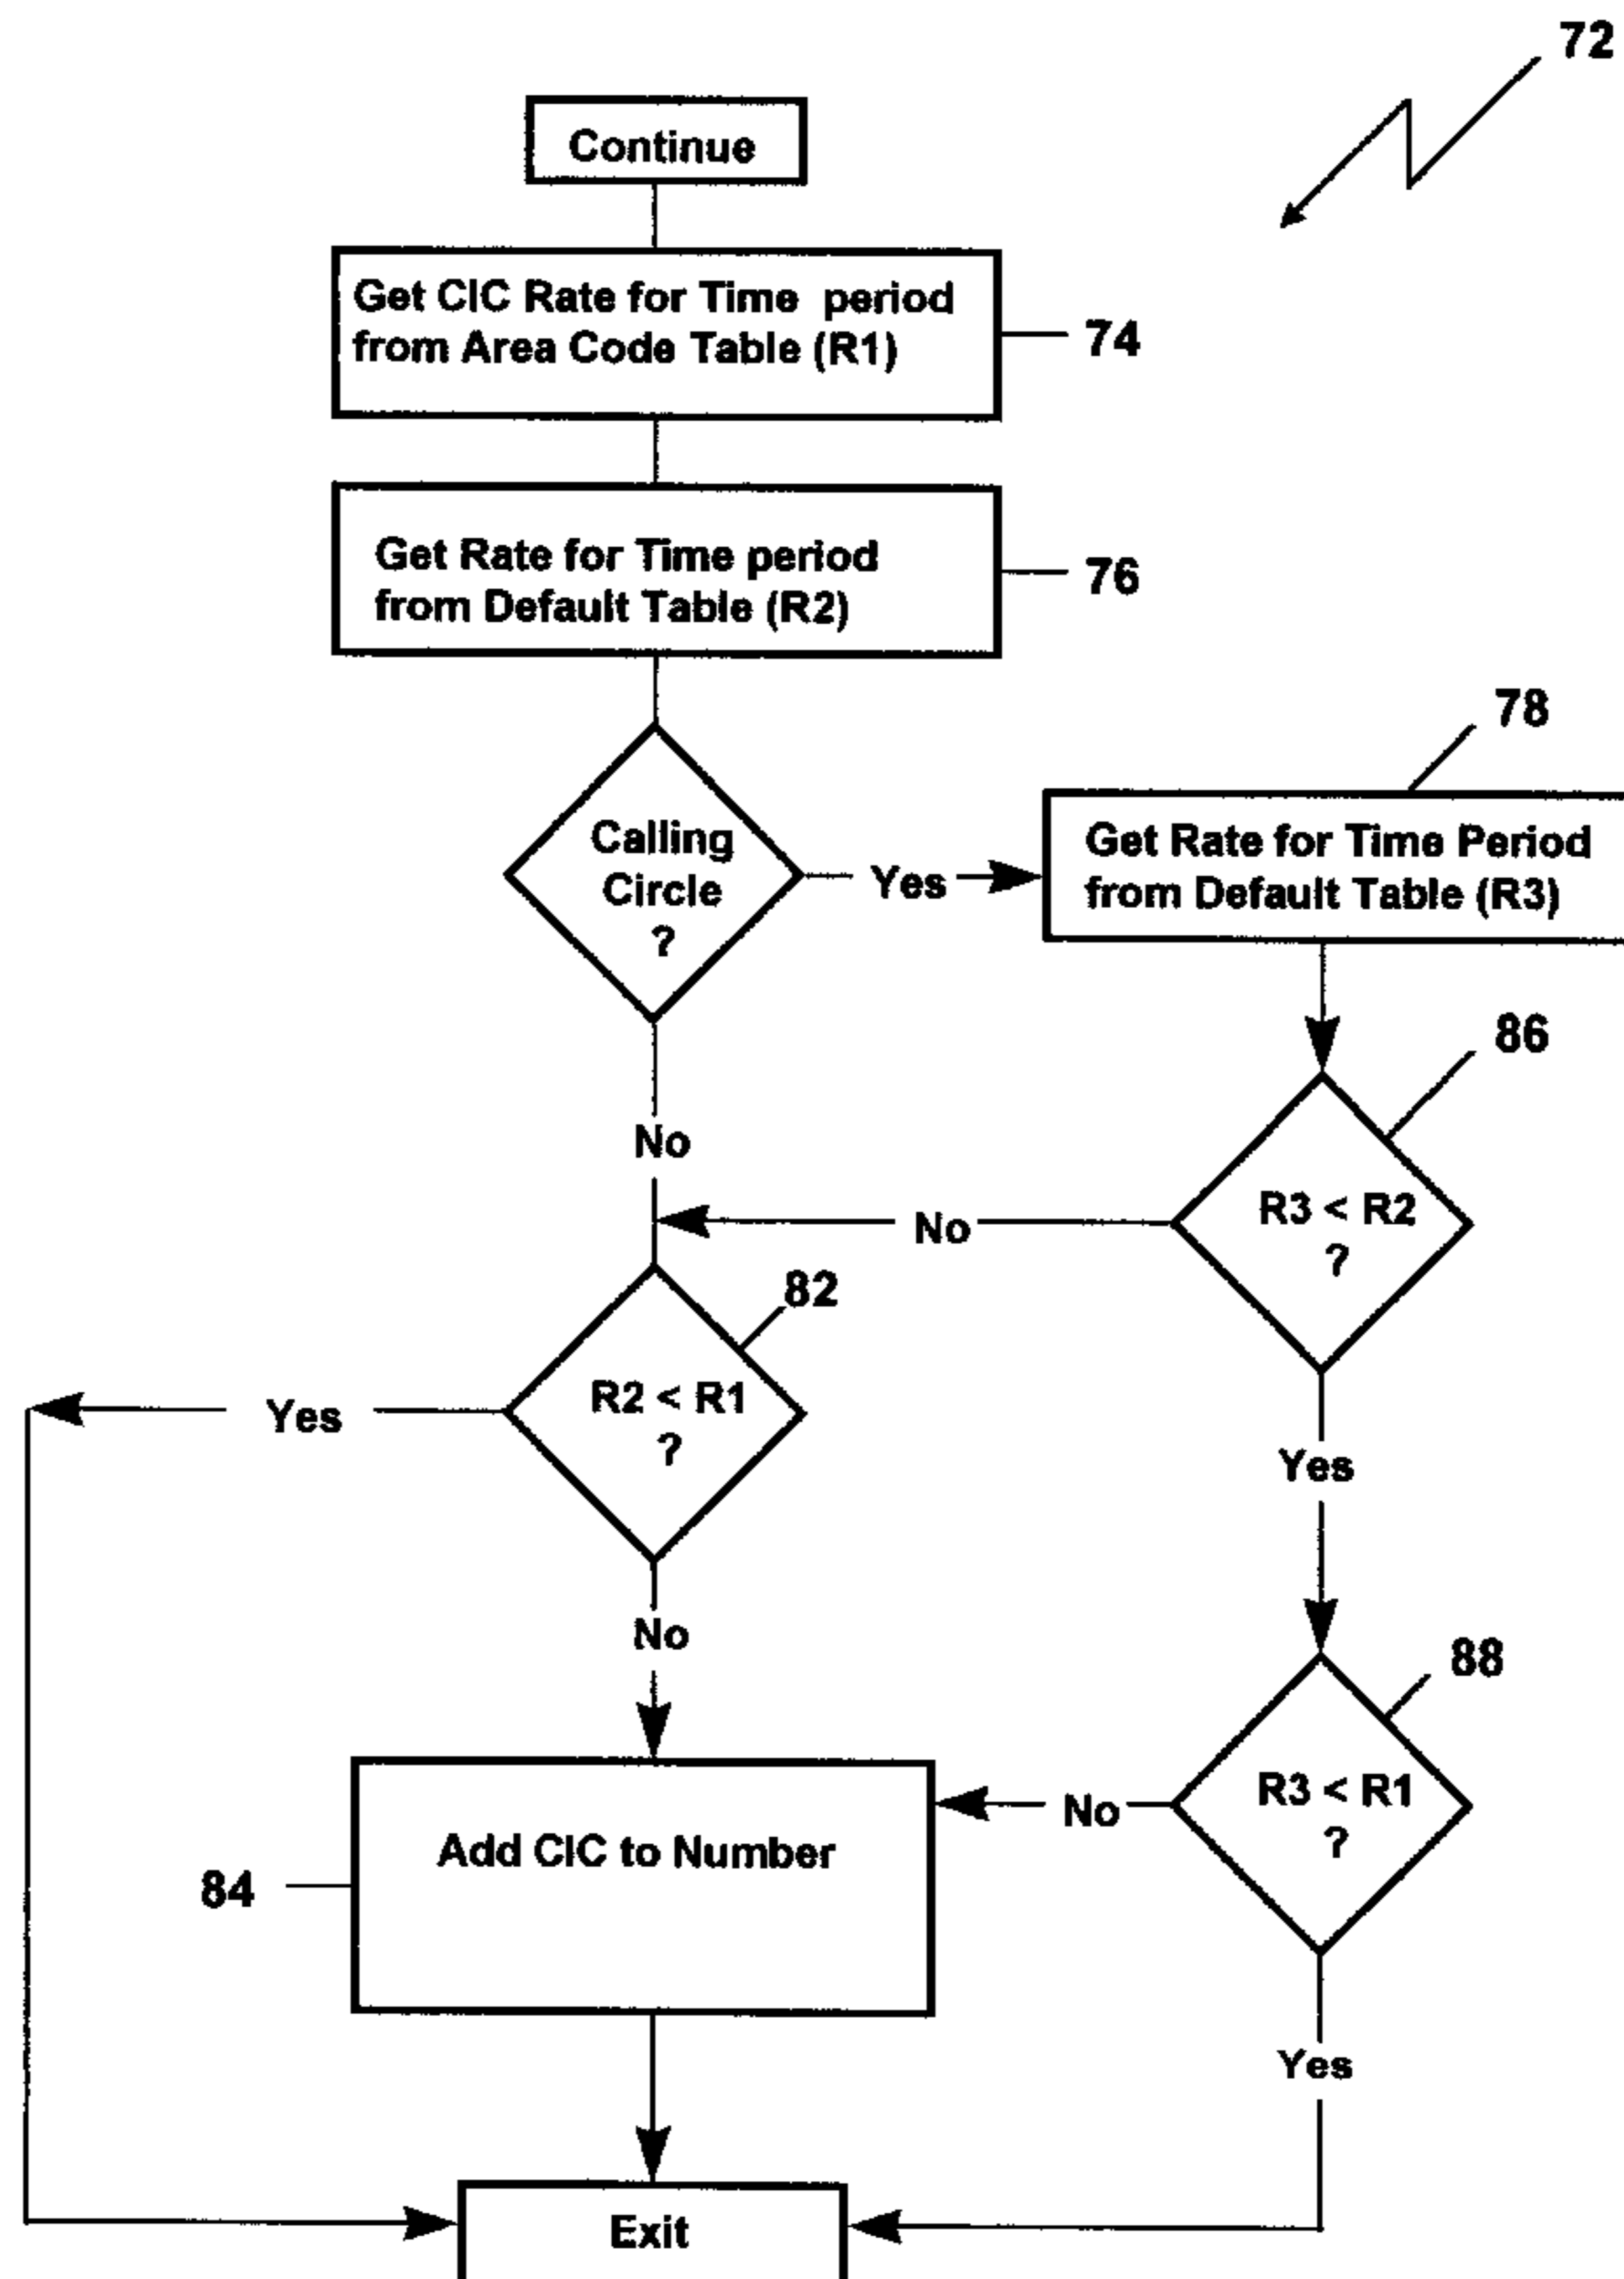 72
Continue
Get CIC Rate for Time period
from Area Code Table (R1)
74
Get Rate for Time period
from Default Table (R2)
76
78
Calling
Circle
?
Yes
Get Rate for Time Period
from Default Table (R3)
86
No
R3 < R2
?
No
82
R2 < R1
?
Yes
Yes
No
88
R3 < R1
?
No
Add CIC to Number
84
Yes
Exit